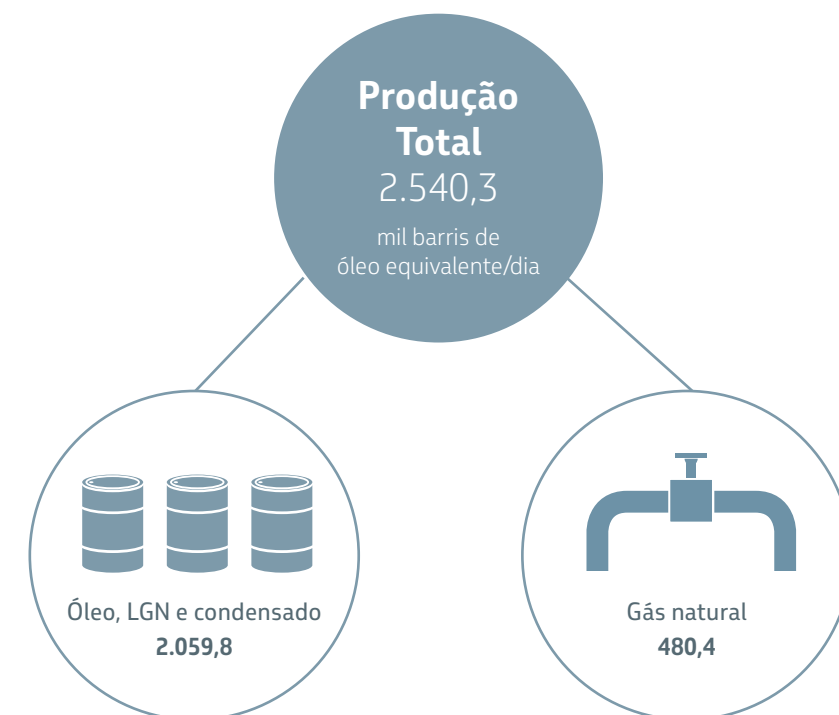 Produção
Total
2.540,3
mil barris de
óleo equivalente/dia
Óleo, LGN e condensado
2.059,8
Gás natural
480,4